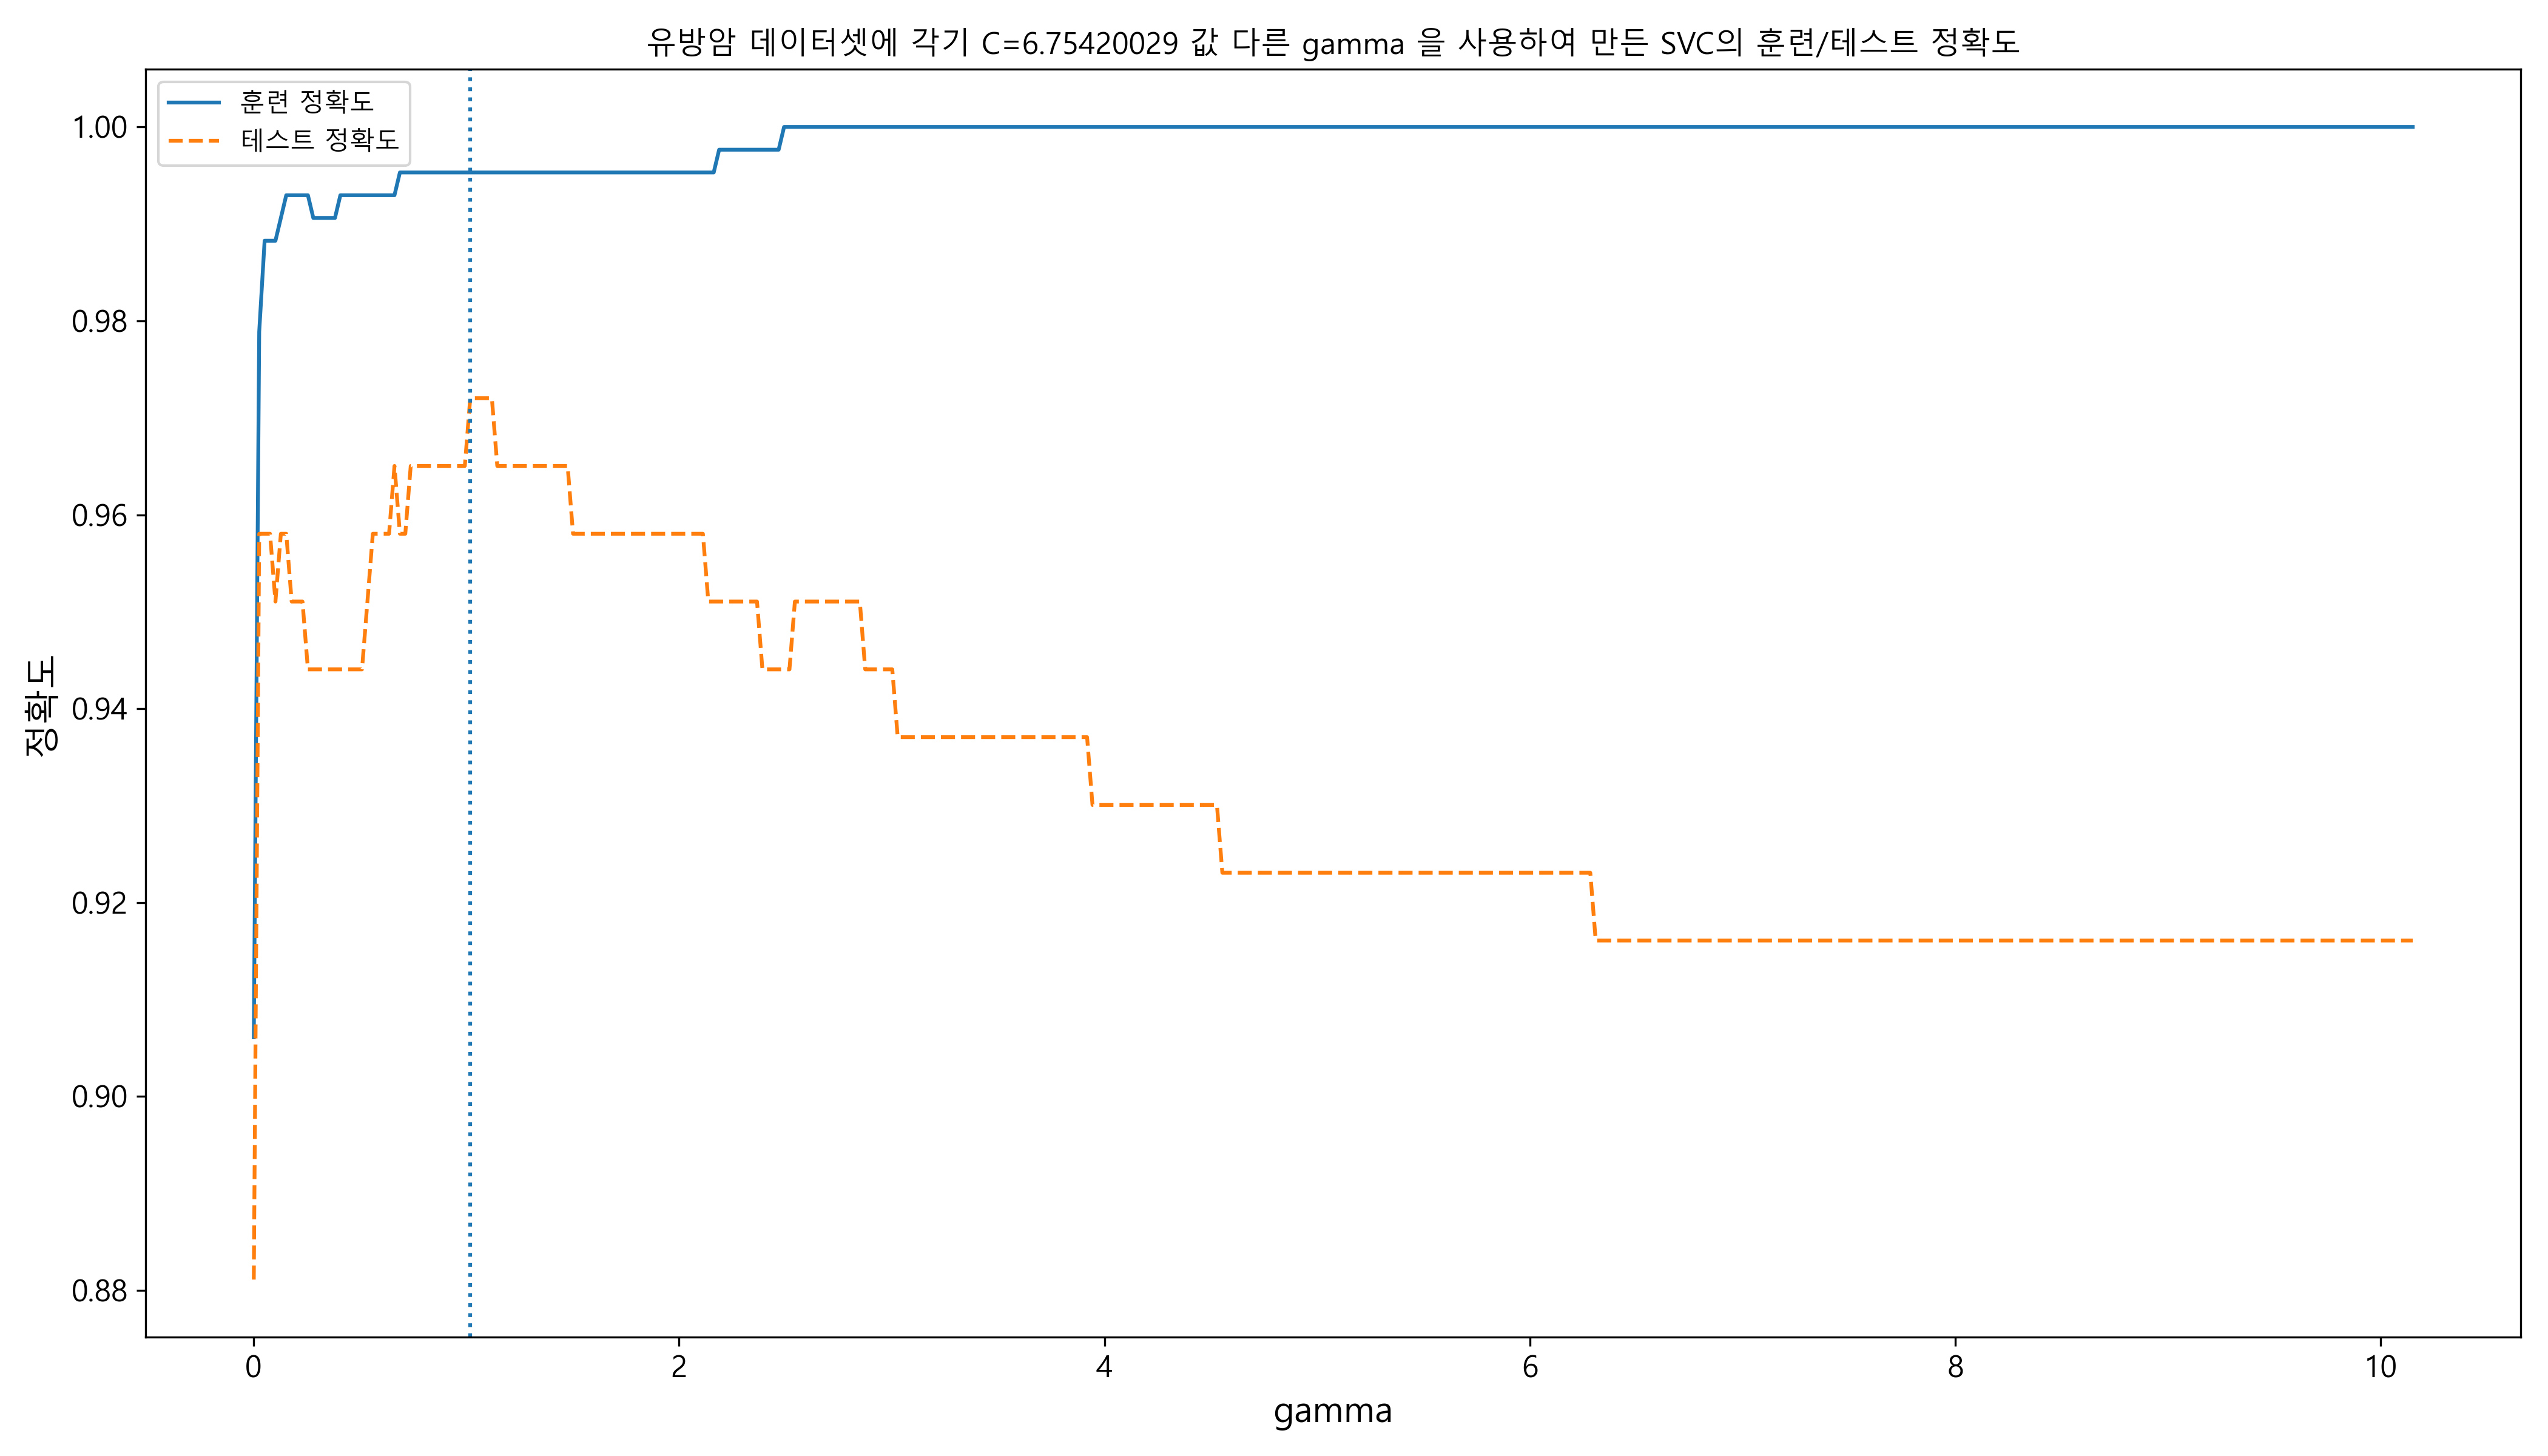 유방암 데이터셋에 각기 C=6.75420029 값 다른 gamma 을 사용하여 만든 SVC의 훈련/테스트 정확도
훈련 정확도
테스트 정확도
1.00
0.98
0.96
0.94
0.92
0.90
0.88
정확도
0 2 4 6 8 10
gamma